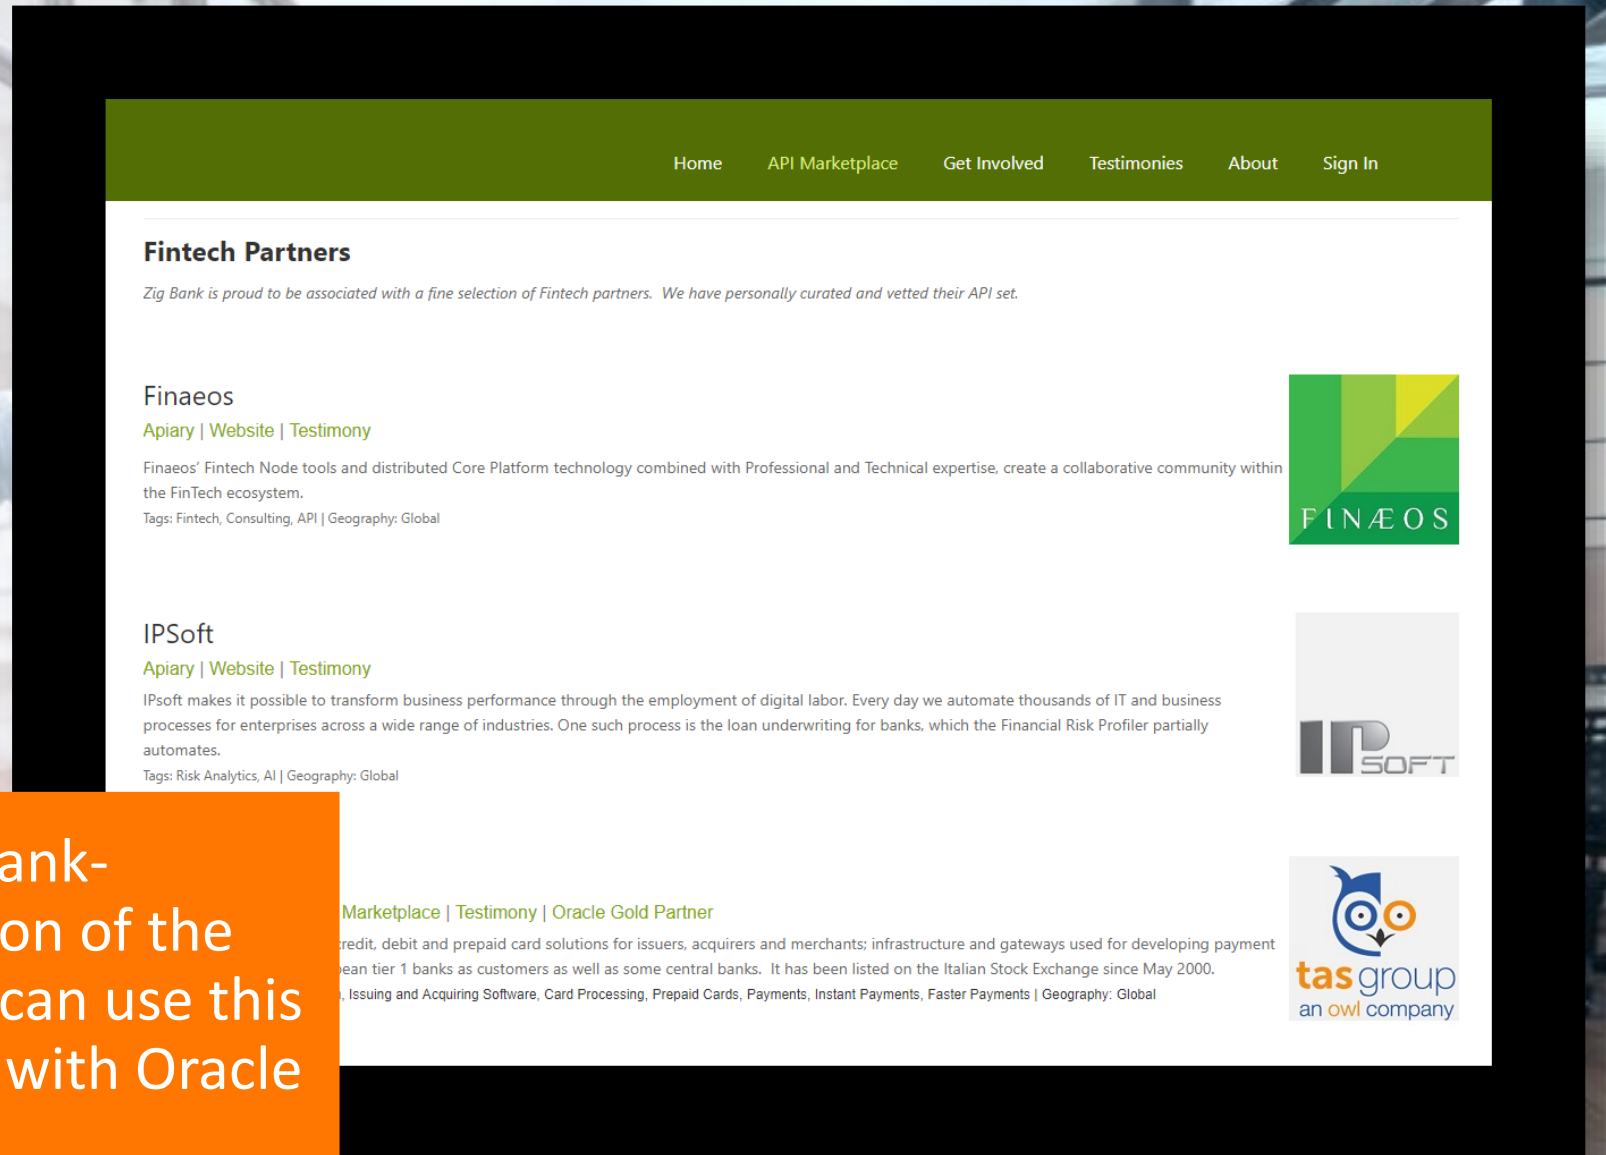 Home API Marketplace Get Involved Testimonies About Sign In
Fintech Partners
Zig Bank is proud to be associated with a fine selection of Fintech partners. We have personally curated and vetted their API set.
Finaeos
Apiary | Website | Testimony
Finaeos' Fintech Node tools and distributed Core Platform technology combined with Professional and Technical expertise, create a collaborative community within
the FinTech ecosystem.
Tags: Fintech, Consulting, API | Geography: Global
FINÆOS
IPSoft
Apiary | Website | Testimony
IPsoft makes it possible to transform business performance through the employment of digital labor. Every day we automate thousands of IT and business
processes for enterprises across a wide range of industries. One such process is the loan underwriting for banks, which the Financial Risk Profiler partially
automates.
Tags: Risk Analytics, AI | Geography: Global
IPSOFT
Marketplace | Testimony | Oracle Gold Partner
debit and prepaid card solutions for issuers, acquirers and merchants; infrastructure and gateways used for developing payment
tier 1 banks as customers as well as some central banks. It has been listed on the Italian Stock Exchange since May 2000.
, Issuing and Acquiring Software, Card Processing, Prepaid Cards, Payments, Instant Payments, Faster Payments | Geography: Global
tas group
an owl company
ank-
on of the
can use this
with Oracle